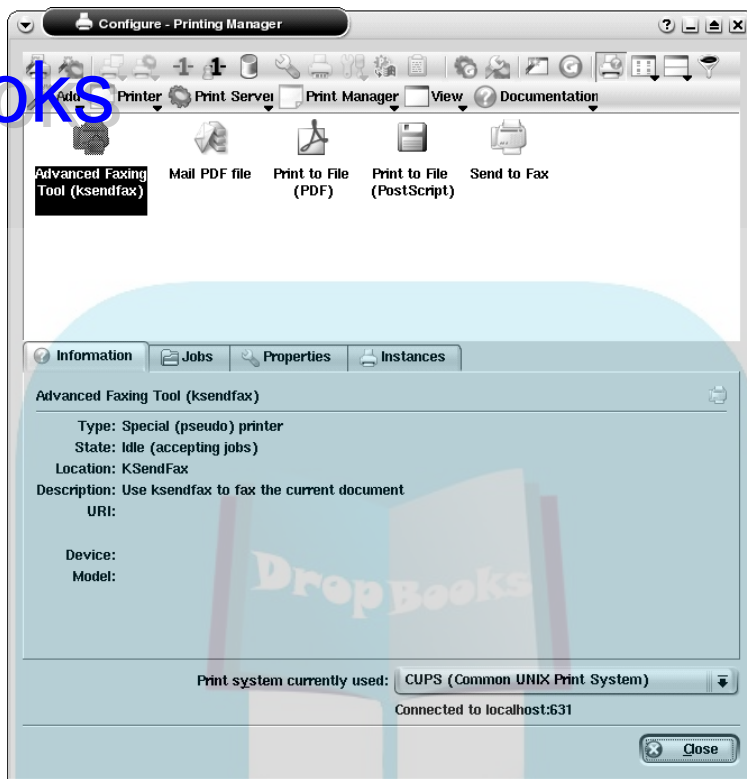 Configure - Printing Manager
-1- 1-
oks
Add Printer Print Server Print Manager View Documentation
Advanced Faxing Tool (ksendfax)
Mail PDF file
Print to File (PDF)
Print to File (PostScript)
Send to Fax
Information Jobs Properties Instances
Advanced Faxing Tool (ksendfax)
Type: Special (pseudo) printer
State: Idle (accepting jobs)
Location: KSendFax
Description: Use ksendfax to fax the current document
URI:
Device:
Model:
DropBooks
Print system currently used: CUPS (Common UNIX Print System)
Connected to localhost:631
Close